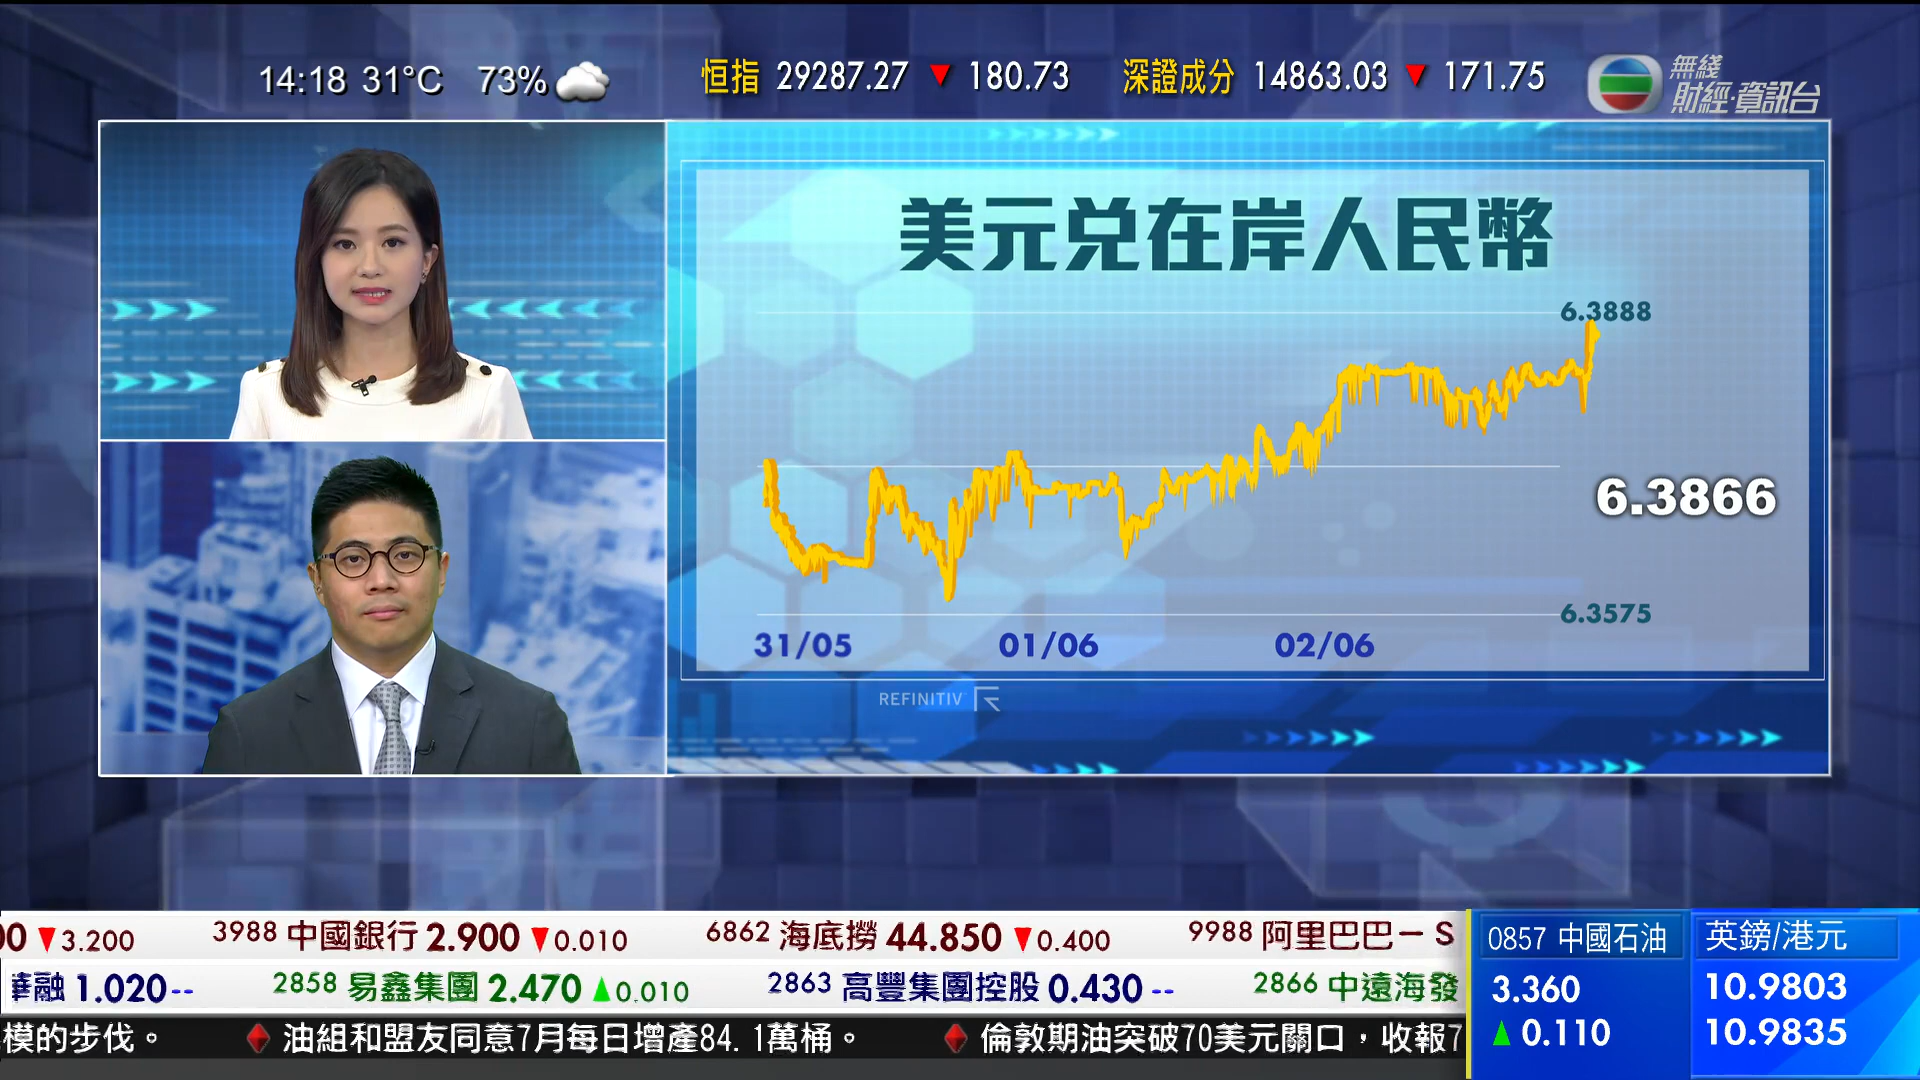 14:18 31°C 73%
恒指 29287.27 ▼ 180.73 深證成分 14863.03 ▼ 171.75
無綫
財經·資訊台
美元兑在岸人民幣
6.3888
6.3866
6.3575
31/05 01/06 02/06
REFINITIV
00 ▼3.200 3988 中國銀行 2.900 ▼0.010 6862 海底撈 44.850 ▼0.400 9988 阿里巴巴－S
華融 1.020-- 2858 易鑫集團 2.470 ▲0.010 2863 高豐集團控股 0.430 -- 2866 中遠海發
模的步伐。 油組和盟友同意7月每日增產84.1萬桶。 倫敦期油突破70美元關口，收報7
0857 中國石油
3.360
▲ 0.110
英鎊/港元
10.9803
10.9835